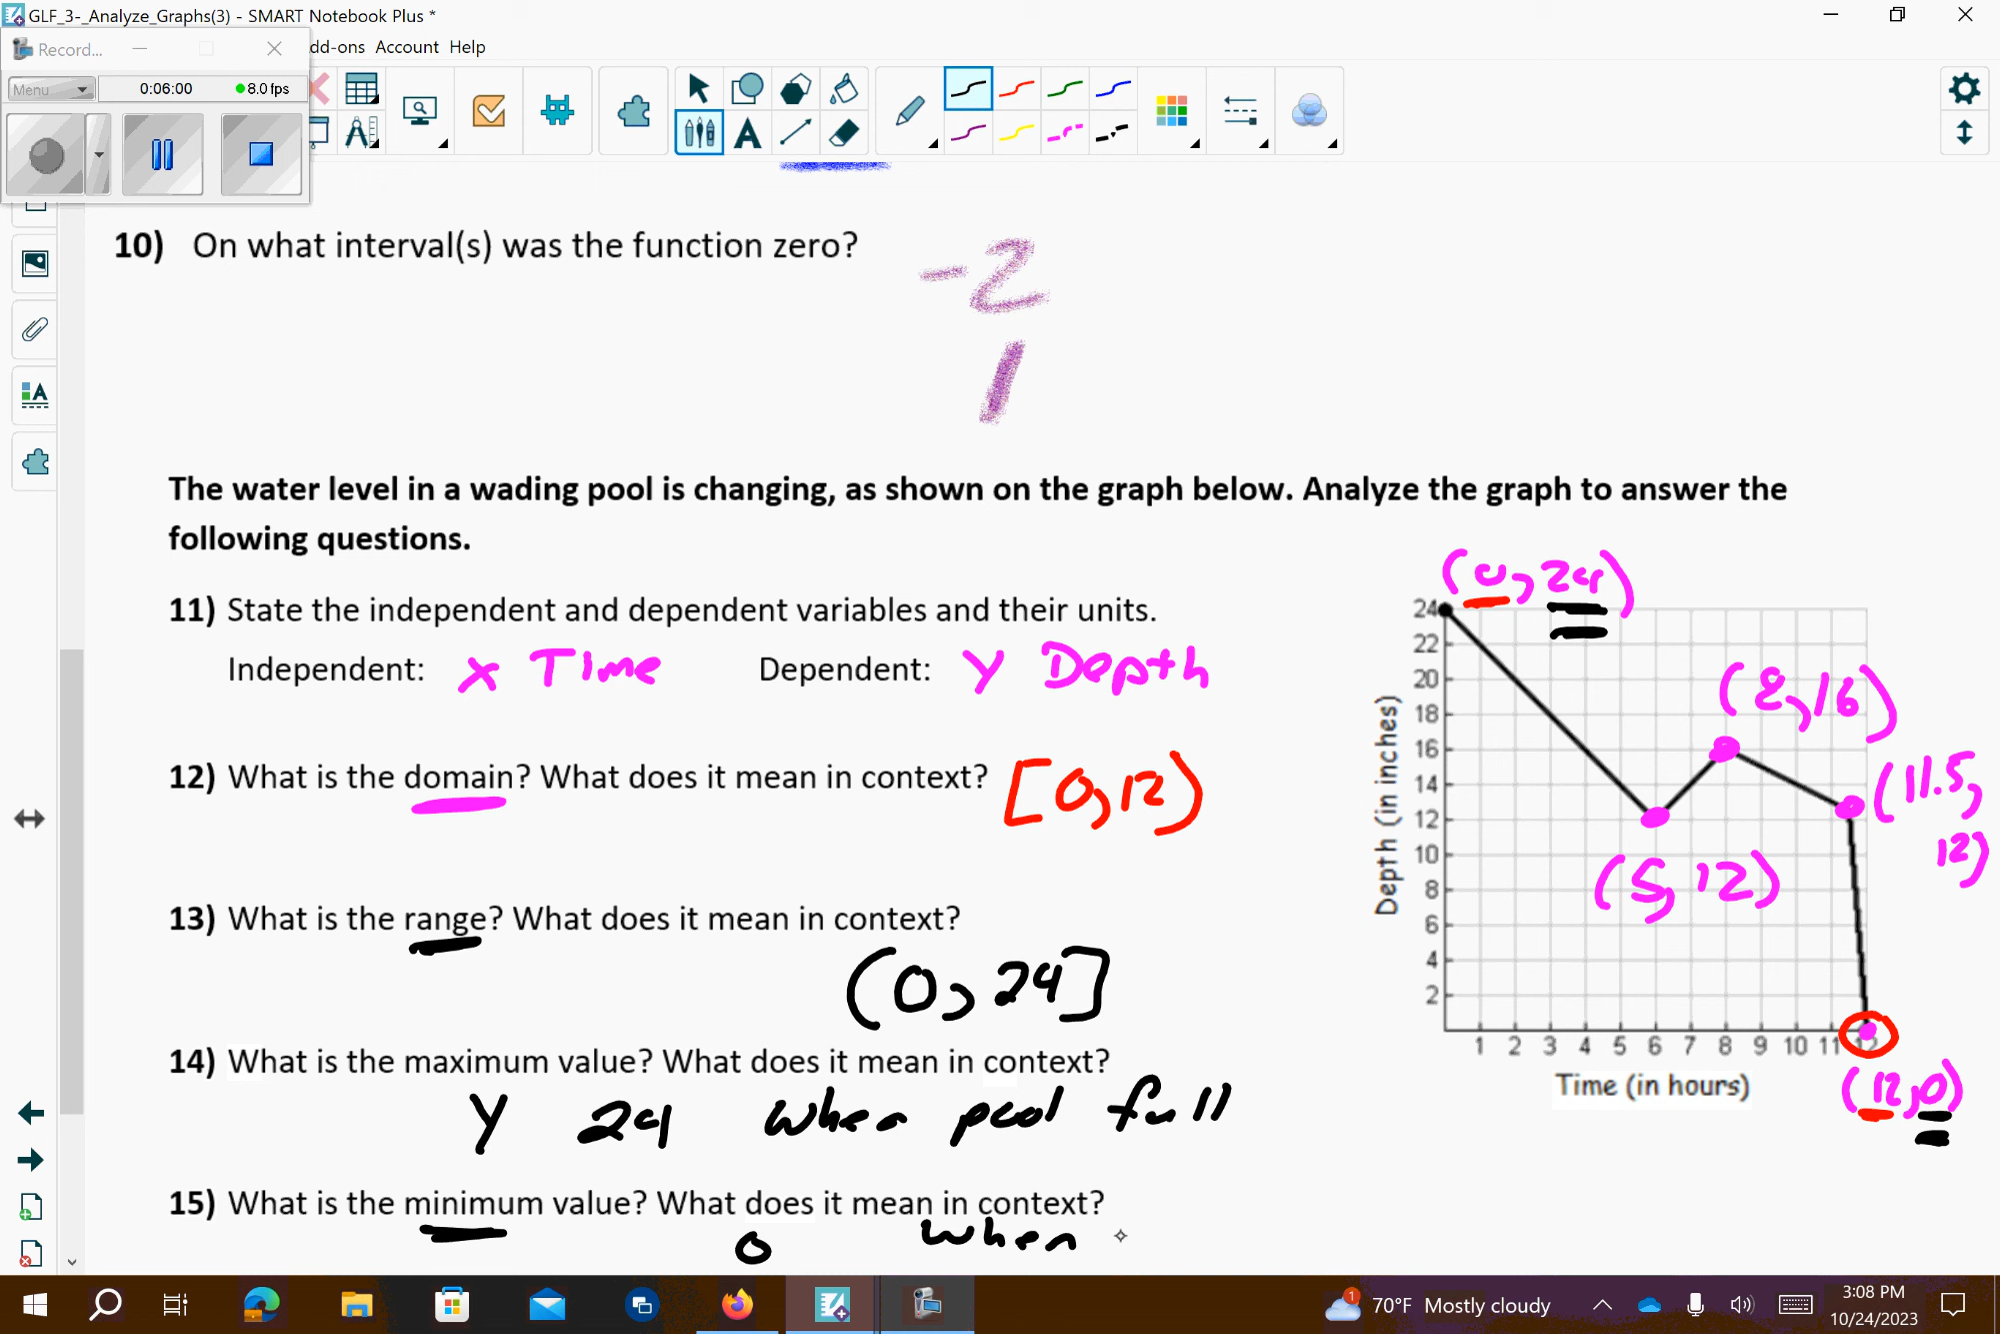 GLF_3-_Analyze_Graphs(3) - SMART Notebook Plus *
Record...
dd-ons Account Help
Menu 0:06:00 8.0 fps
10) On what interval(s) was the function zero?
-2
1
The water level in a wading pool is changing, as shown on the graph below. Analyze the graph to answer the
following questions.
11) State the independent and dependent variables and their units.
Independent: x Time Dependent: y Depth
12) What is the domain? What does it mean in context? [0,12)
13) What is the range? What does it mean in context?
(0, 24]
14) What is the maximum value? What does it mean in context?
y 24 when pool full
15) What is the minimum value? What does it mean in context?
0 when
(0, 24)
(8, 16)
(11.5,
12)
(5, 12)
(12, 0)
Depth (in inches)
24
22
20
18
16
14
12
10
8
6
4
2
1 2 3 4 5 6 7 8 9 10 11 12
Time (in hours)
1
70°F Mostly cloudy
3:08 PM
10/24/2023